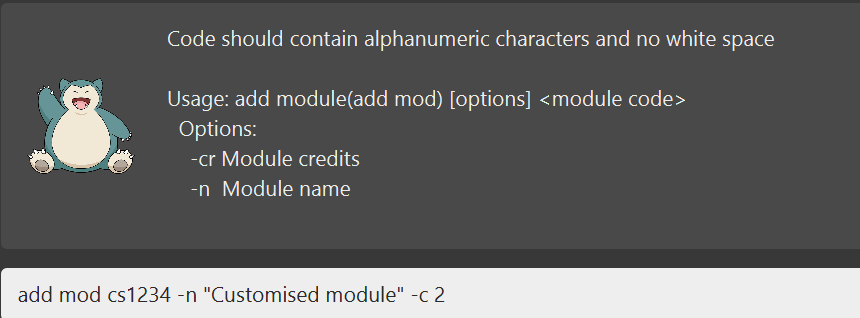 Code should contain alphanumeric characters and no white space
Usage: add module(add mod) [options] <module code>
Options:
-cr Module credits
-n  Module name
add mod cs1234 -n "Customised module" -c 2